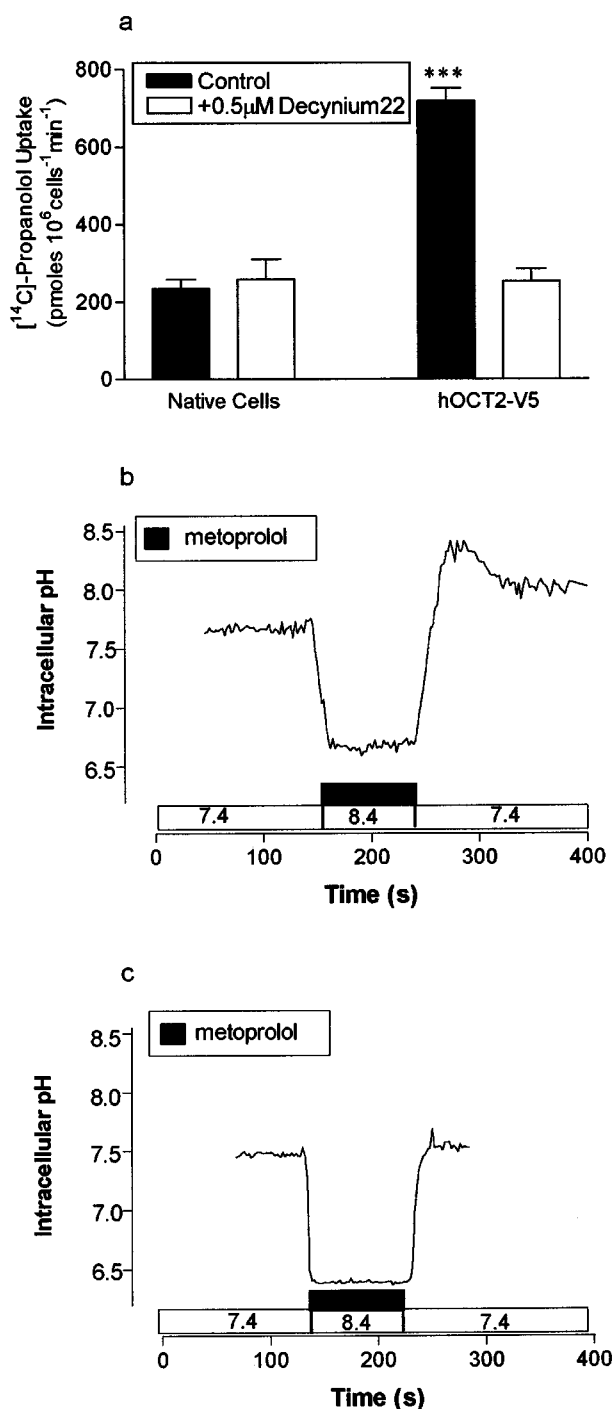 a
[¹⁴C]-Propanolol Uptake
(pmoles 10⁶cells⁻¹min⁻¹)
800
600
400
200
0
Control
+0.5µM Decynium22
***
Native Cells
hOCT2-V5
b
Intracellular pH
8.5
8.0
7.5
7.0
6.5
metoprolol
7.4
8.4
7.4
0
100
200
300
400
Time (s)
c
Intracellular pH
8.5
8.0
7.5
7.0
6.5
metoprolol
7.4
8.4
7.4
0
100
200
300
400
Time (s)